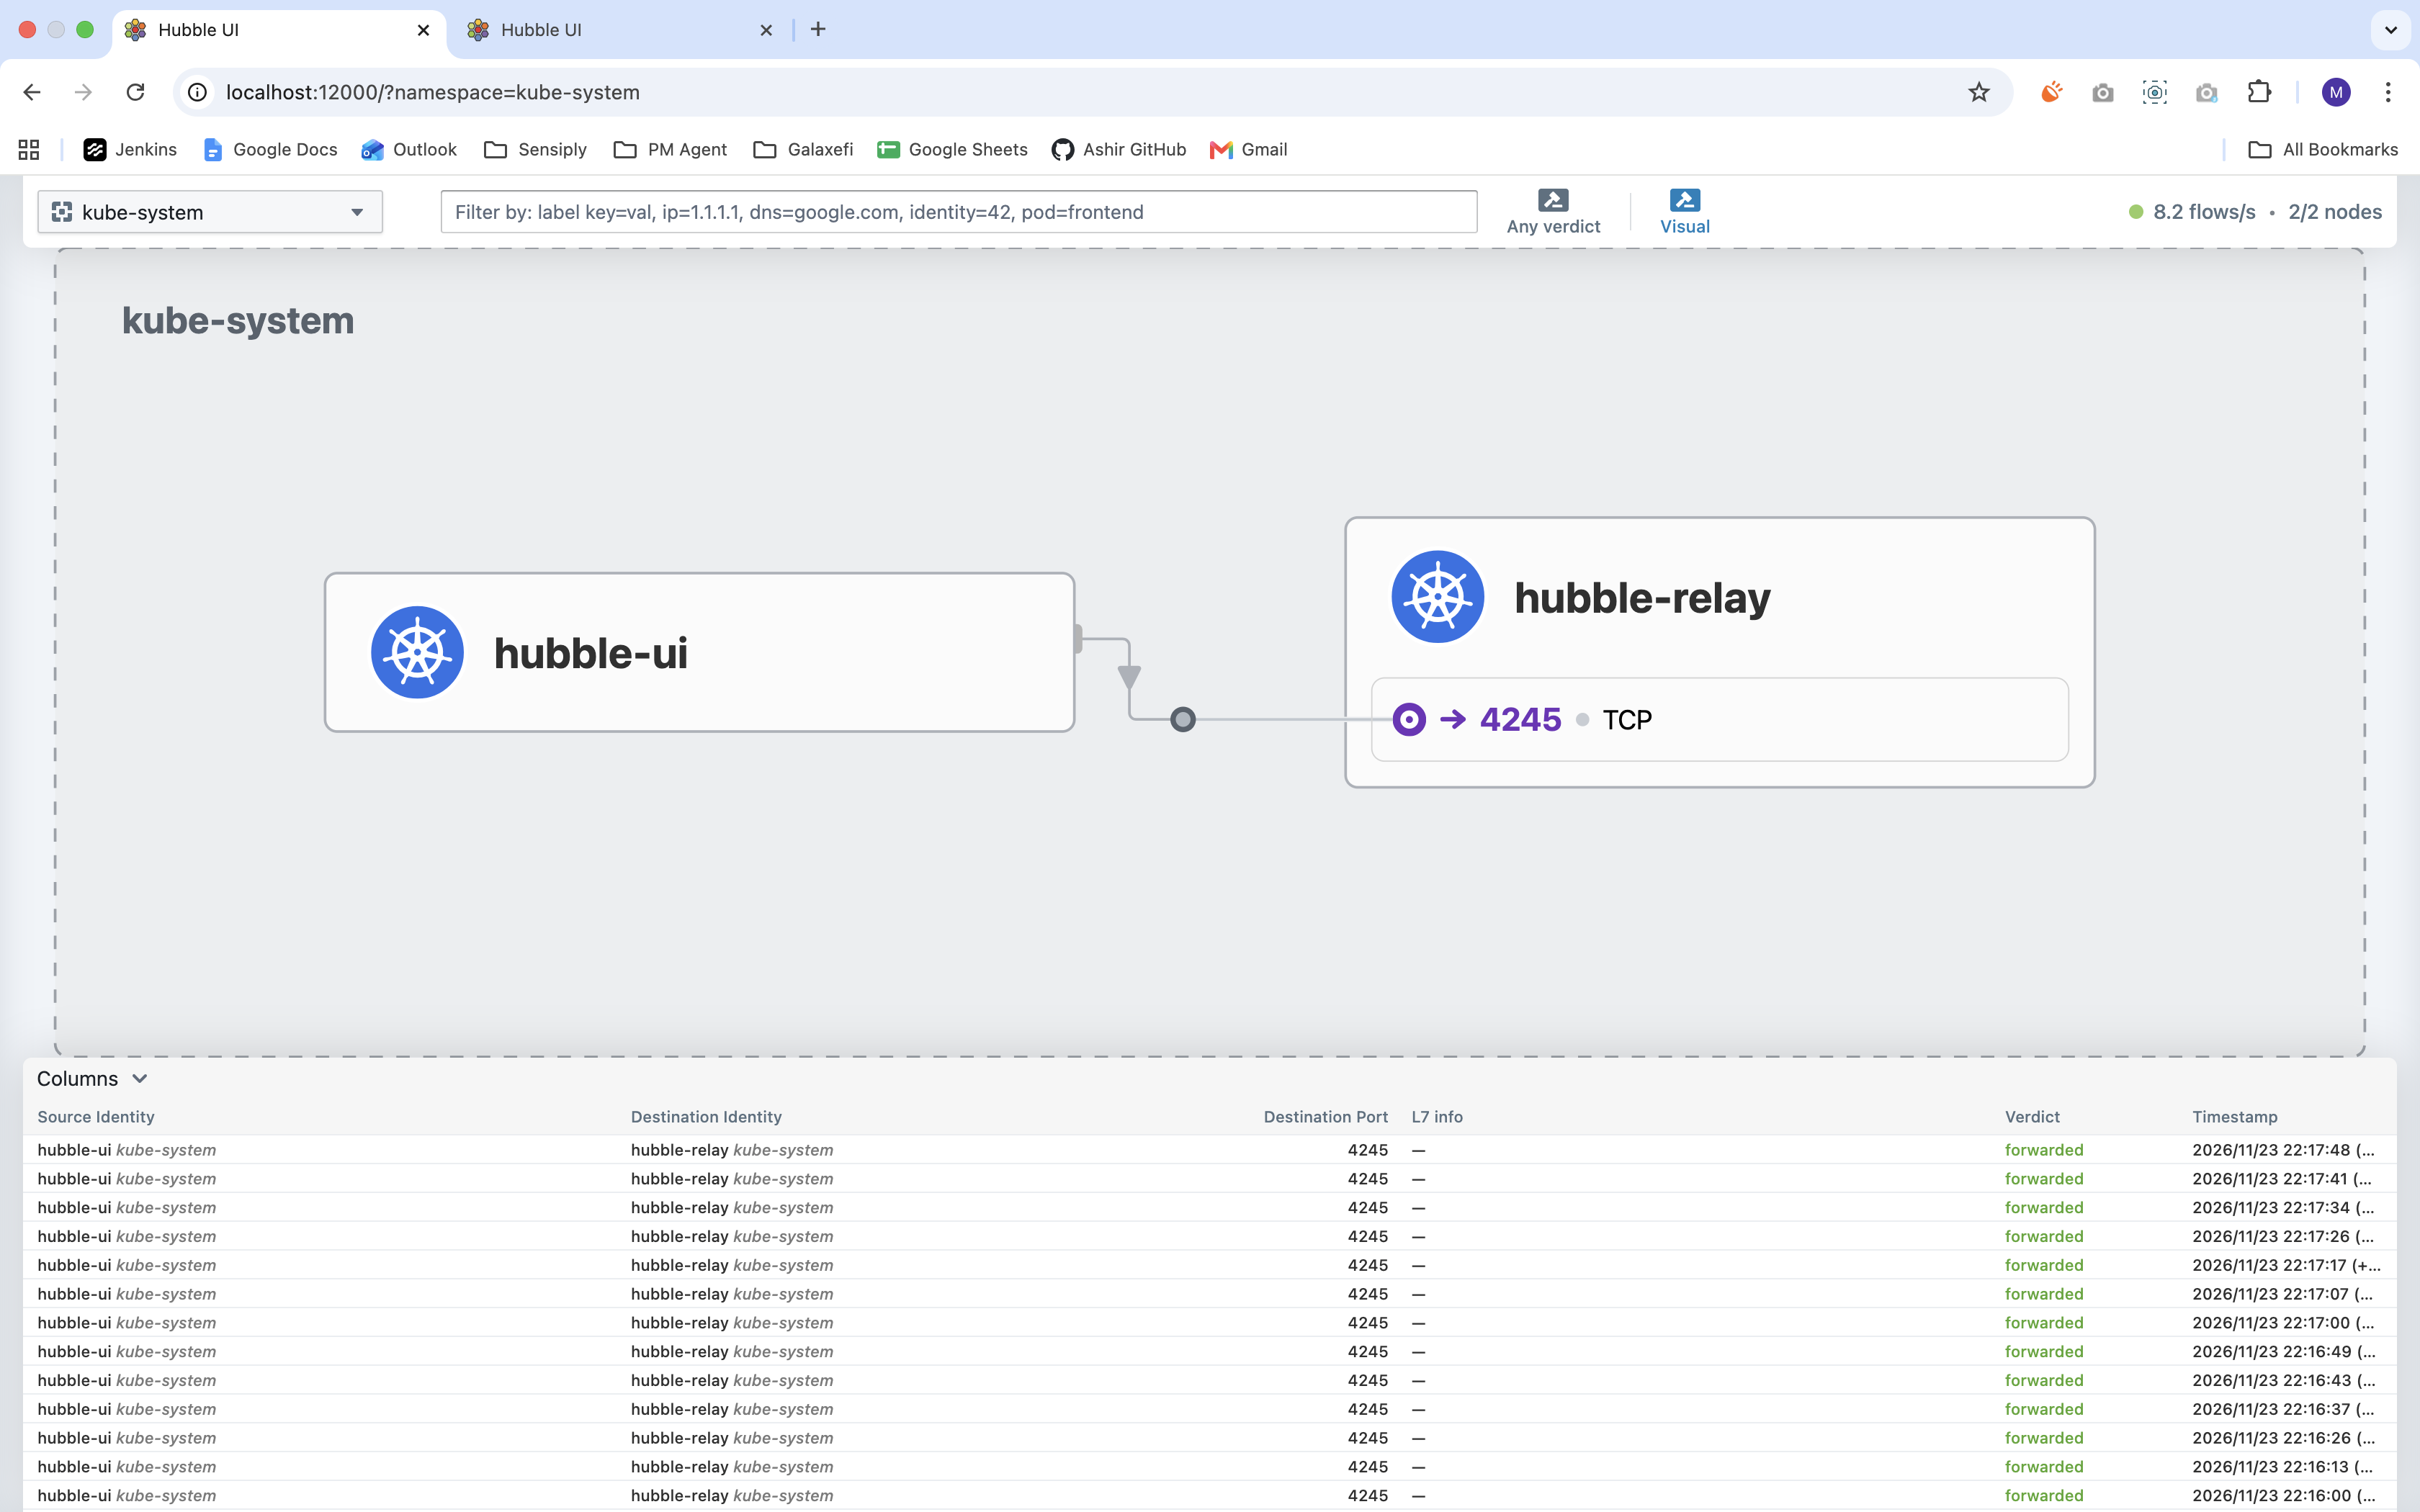 Hubble UI
Hubble UI
localhost:12000/?namespace=kube-system
M
Jenkins
Google Docs
Outlook
Sensiply
PM Agent
Galaxefi
Google Sheets
Ashir GitHub
Gmail
All Bookmarks
kube-system
Filter by: label key=val, ip=1.1.1.1, dns=google.com, identity=42, pod=frontend
Any verdict
Visual
8.2 flows/s • 2/2 nodes
kube-system
hubble-ui
hubble-relay
4245 TCP
Columns
Source Identity Destination Identity Destination Port L7 info Verdict Timestamp
hubble-ui kube-system hubble-relay kube-system 4245 — forwarded 2026/11/23 22:17:48 (...
hubble-ui kube-system hubble-relay kube-system 4245 — forwarded 2026/11/23 22:17:41 (...
hubble-ui kube-system hubble-relay kube-system 4245 — forwarded 2026/11/23 22:17:34 (...
hubble-ui kube-system hubble-relay kube-system 4245 — forwarded 2026/11/23 22:17:26 (...
hubble-ui kube-system hubble-relay kube-system 4245 — forwarded 2026/11/23 22:17:17 (+...
hubble-ui kube-system hubble-relay kube-system 4245 — forwarded 2026/11/23 22:17:07 (...
hubble-ui kube-system hubble-relay kube-system 4245 — forwarded 2026/11/23 22:17:00 (...
hubble-ui kube-system hubble-relay kube-system 4245 — forwarded 2026/11/23 22:16:49 (...
hubble-ui kube-system hubble-relay kube-system 4245 — forwarded 2026/11/23 22:16:43 (...
hubble-ui kube-system hubble-relay kube-system 4245 — forwarded 2026/11/23 22:16:37 (...
hubble-ui kube-system hubble-relay kube-system 4245 — forwarded 2026/11/23 22:16:26 (...
hubble-ui kube-system hubble-relay kube-system 4245 — forwarded 2026/11/23 22:16:13 (...
hubble-ui kube-system hubble-relay kube-system 4245 — forwarded 2026/11/23 22:16:00 (...